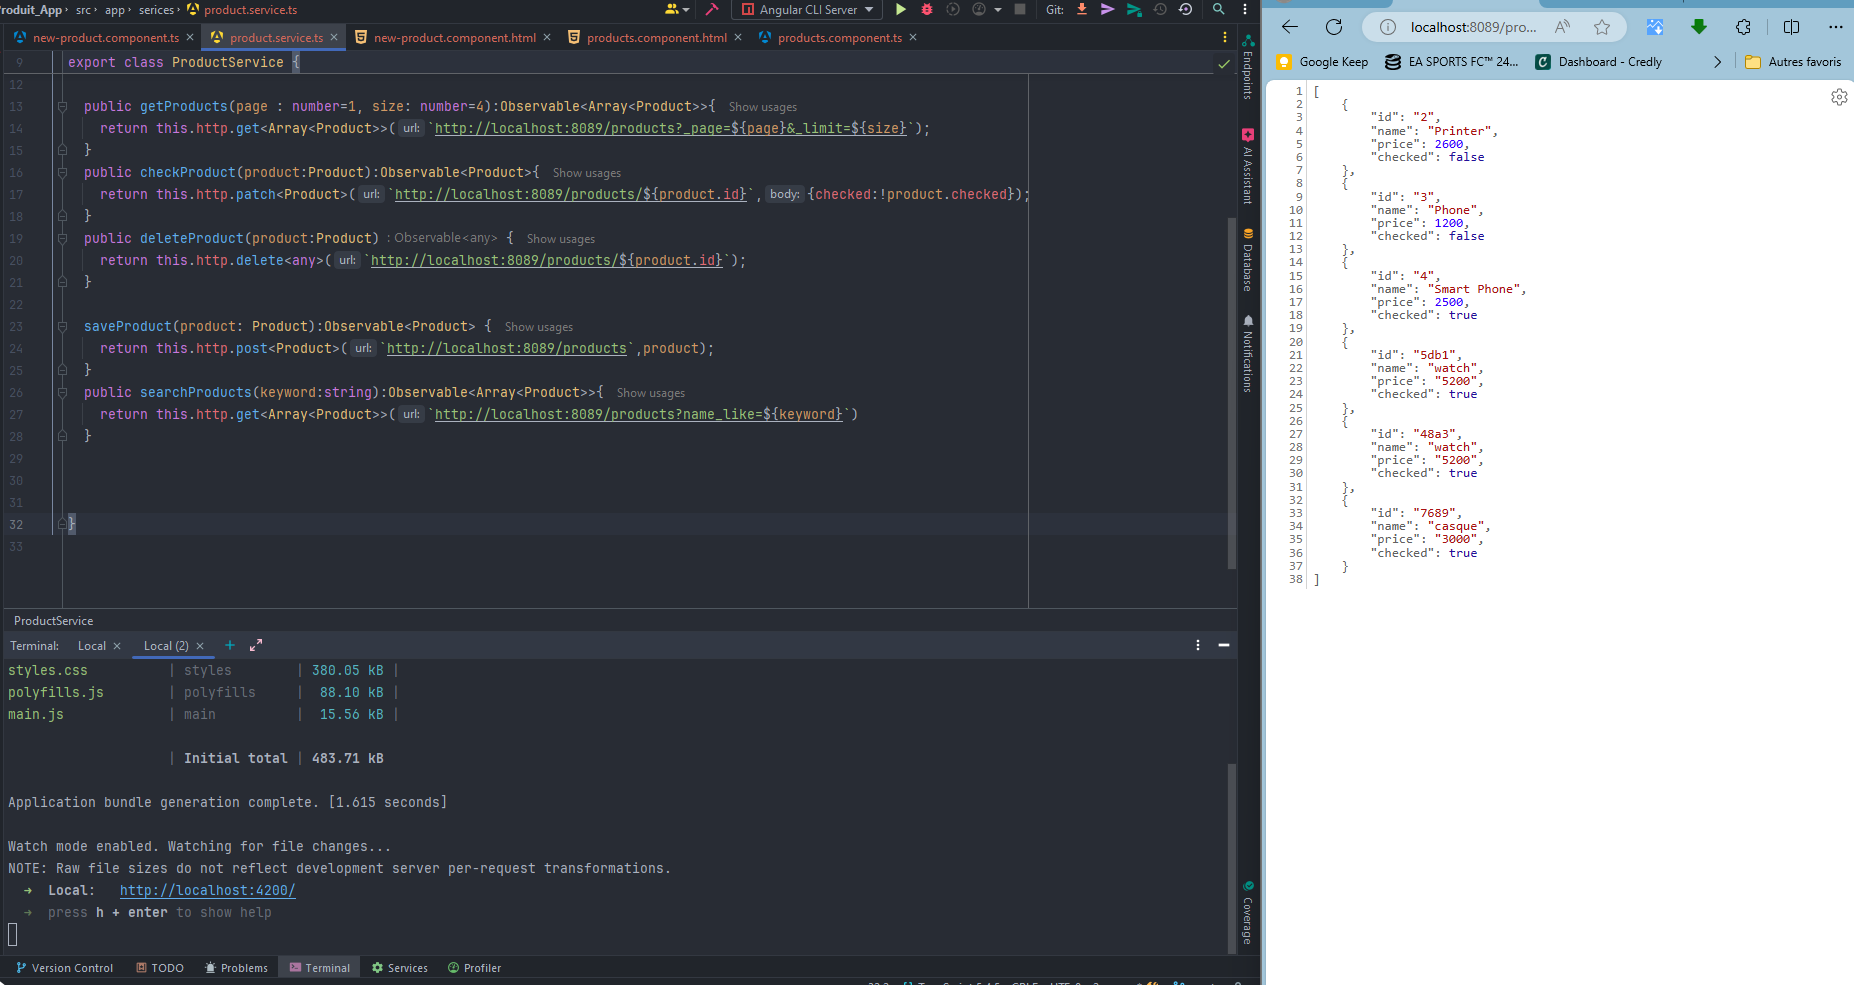 Produit_App › src › app › serices › product.service.ts
Angular CLI Server
Git:
new-product.component.ts
product.service.ts
new-product.component.html
products.component.html
products.component.ts
9 export class ProductService {
12
13 public getProducts(page : number=1, size: number=4):Observable<Array<Product>>{ Show usages
14 return this.http.get<Array<Product>>( url: `http://localhost:8089/products?_page=${page}&_limit=${size}`);
15 }
16 public checkProduct(product:Product):Observable<Product>{ Show usages
17 return this.http.patch<Product>( url: `http://localhost:8089/products/${product.id}`, body: {checked:!product.checked});
18 }
19 public deleteProduct(product:Product) : Observable<any> { Show usages
20 return this.http.delete<any>( url: `http://localhost:8089/products/${product.id}`);
21 }
22
23 saveProduct(product: Product):Observable<Product> { Show usages
24 return this.http.post<Product>( url: `http://localhost:8089/products`,product);
25 }
26 public searchProducts(keyword:string):Observable<Array<Product>>{ Show usages
27 return this.http.get<Array<Product>>( url: `http://localhost:8089/products?name_like=${keyword}`)
28 }
29
30
31
32 }
33
ProductService
Terminal: Local Local (2)
styles.css | styles | 380.05 kB |
polyfills.js | polyfills | 88.10 kB |
main.js | main | 15.56 kB |
| Initial total | 483.71 kB
Application bundle generation complete. [1.615 seconds]
Watch mode enabled. Watching for file changes...
NOTE: Raw file sizes do not reflect development server per-request transformations.
➜ Local: http://localhost:4200/
➜ press h + enter to show help
Version Control
TODO
Problems
Terminal
Services
Profiler
Endpoints
AI Assistant
Database
Notifications
Coverage
localhost:8089/pro...
Google Keep
EA SPORTS FC™ 24...
Dashboard - Credly
Autres favoris
1 [
2 {
3 "id": "2",
4 "name": "Printer",
5 "price": 2600,
6 "checked": false
7 },
8 {
9 "id": "3",
10 "name": "Phone",
11 "price": 1200,
12 "checked": false
13 },
14 {
15 "id": "4",
16 "name": "Smart Phone",
17 "price": 2500,
18 "checked": true
19 },
20 {
21 "id": "5db1",
22 "name": "watch",
23 "price": "5200",
24 "checked": true
25 },
26 {
27 "id": "48a3",
28 "name": "watch",
29 "price": "5200",
30 "checked": true
31 },
32 {
33 "id": "7689",
34 "name": "casque",
35 "price": "3000",
36 "checked": true
37 }
38 ]